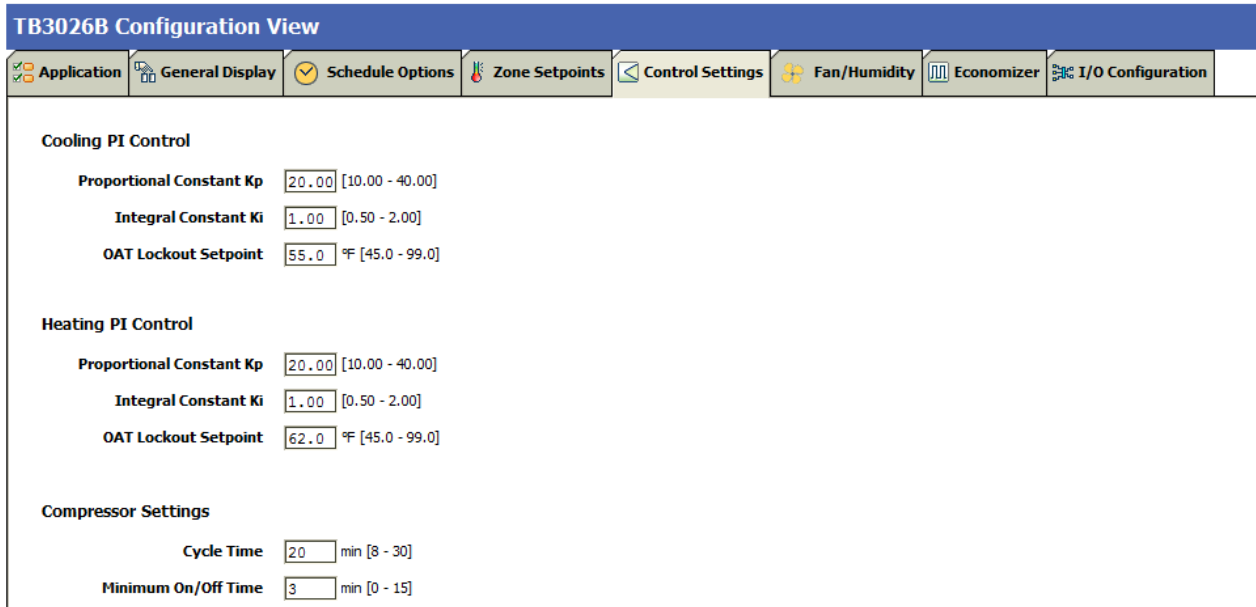 TB3026B Configuration View
Application General Display Schedule Options Zone Setpoints Control Settings Fan/Humidity Economizer I/O Configuration
Cooling PI Control
Proportional Constant Kp 20.00 [10.00 - 40.00]
Integral Constant Ki 1.00 [0.50 - 2.00]
OAT Lockout Setpoint 55.0 ºF [45.0 - 99.0]
Heating PI Control
Proportional Constant Kp 20.00 [10.00 - 40.00]
Integral Constant Ki 1.00 [0.50 - 2.00]
OAT Lockout Setpoint 62.0 ºF [45.0 - 99.0]
Compressor Settings
Cycle Time 20 min [8 - 30]
Minimum On/Off Time 3 min [0 - 15]